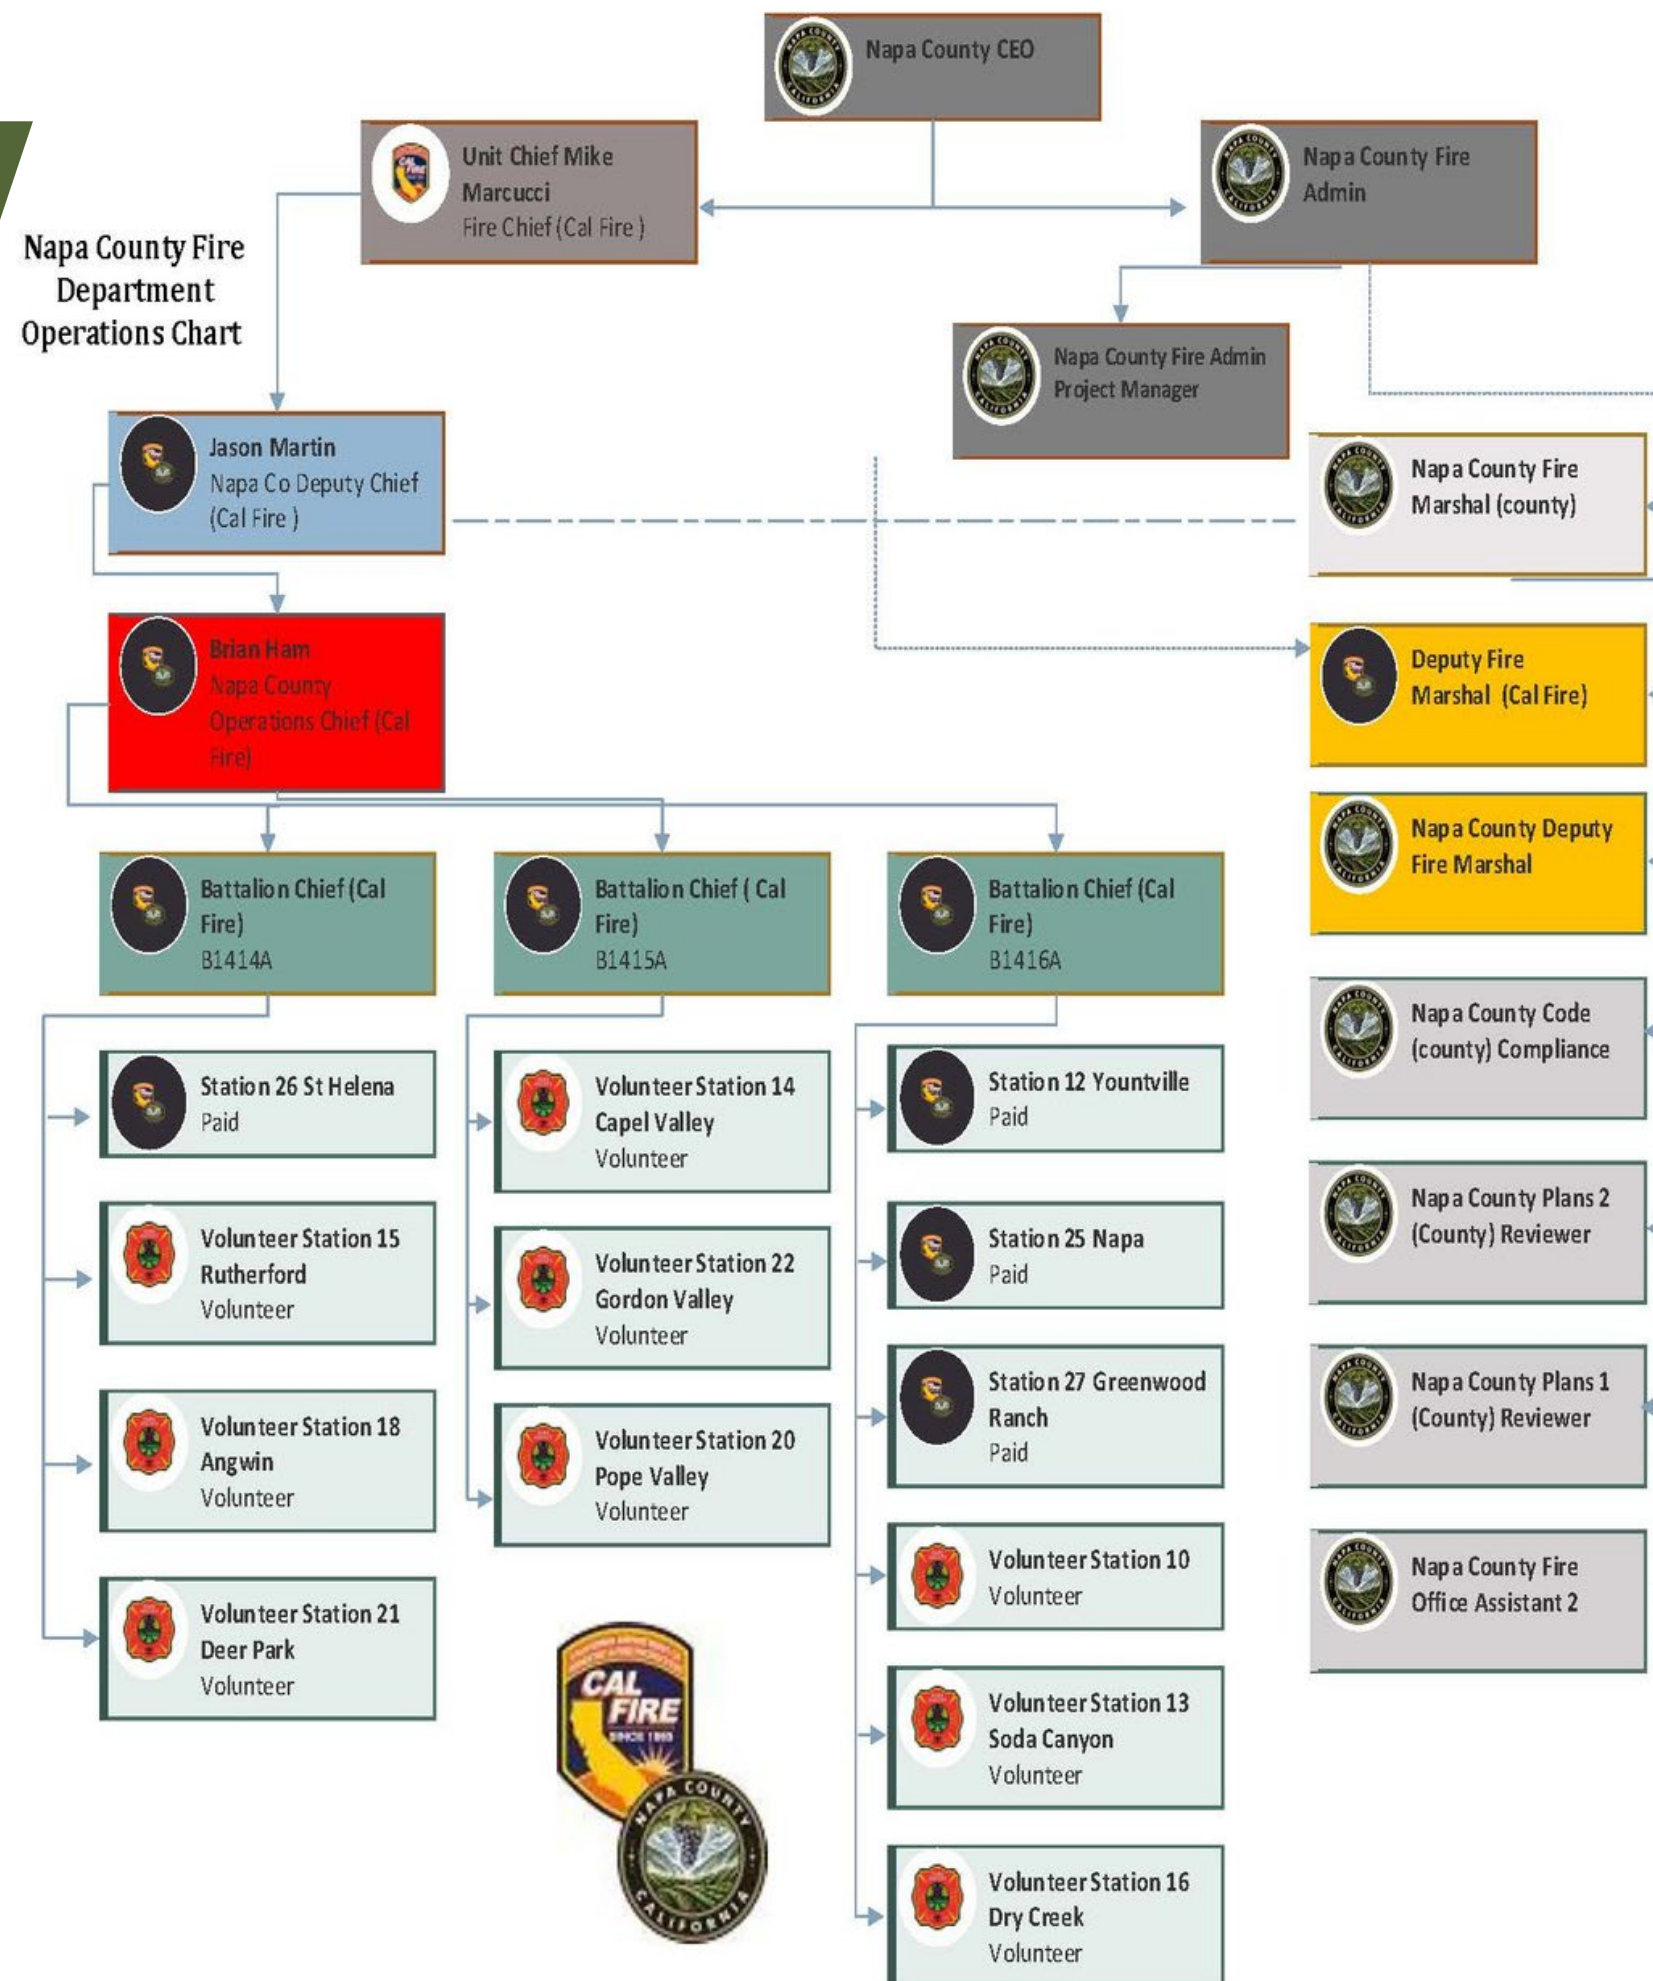 Napa County CEO
Unit Chief Mike
Marcucci
Fire Chief (Cal Fire )
Napa County Fire
Admin
Napa County Fire
Department
Operations Chart
Napa County Fire Admin
Project Manager
Jason Martin
Napa Co Deputy Chief
(Cal Fire )
Napa County Fire
Marshal (county)
Brian Ham
Napa County
Operations Chief (Cal
Fire)
Deputy Fire
Marshal (Cal Fire)
Napa County Deputy
Fire Marshal
Battalion Chief (Cal
Fire)
B1414A
Battalion Chief ( Cal
Fire)
B1415A
Battalion Chief (Cal
Fire)
B1416A
Napa County Code
(county) Compliance
Napa County Plans 2
(County) Reviewer
Napa County Plans 1
(County) Reviewer
Napa County Fire
Office Assistant 2
Station 26 St Helena
Paid
Volunteer Station 15
Rutherford
Volunteer
Volunteer Station 18
Angwin
Volunteer
Volunteer Station 21
Deer Park
Volunteer
Volunteer Station 14
Capel Valley
Volunteer
Volunteer Station 22
Gordon Valley
Volunteer
Volunteer Station 20
Pope Valley
Volunteer
Station 12 Yountville
Paid
Station 25 Napa
Paid
Station 27 Greenwood
Ranch
Paid
Volunteer Station 10
Volunteer
Volunteer Station 13
Soda Canyon
Volunteer
Volunteer Station 16
Dry Creek
Volunteer
CAL
FIRE
SINCE 1885
NAPA COUNTY
CALIFORNIA